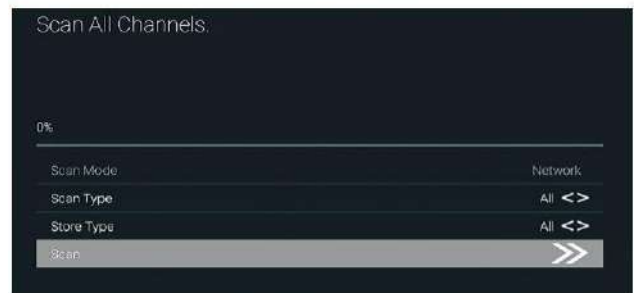 Scan All Channels.
0%
Scan Mode Network
Scan Type All <>
Store Type All <>
Scan